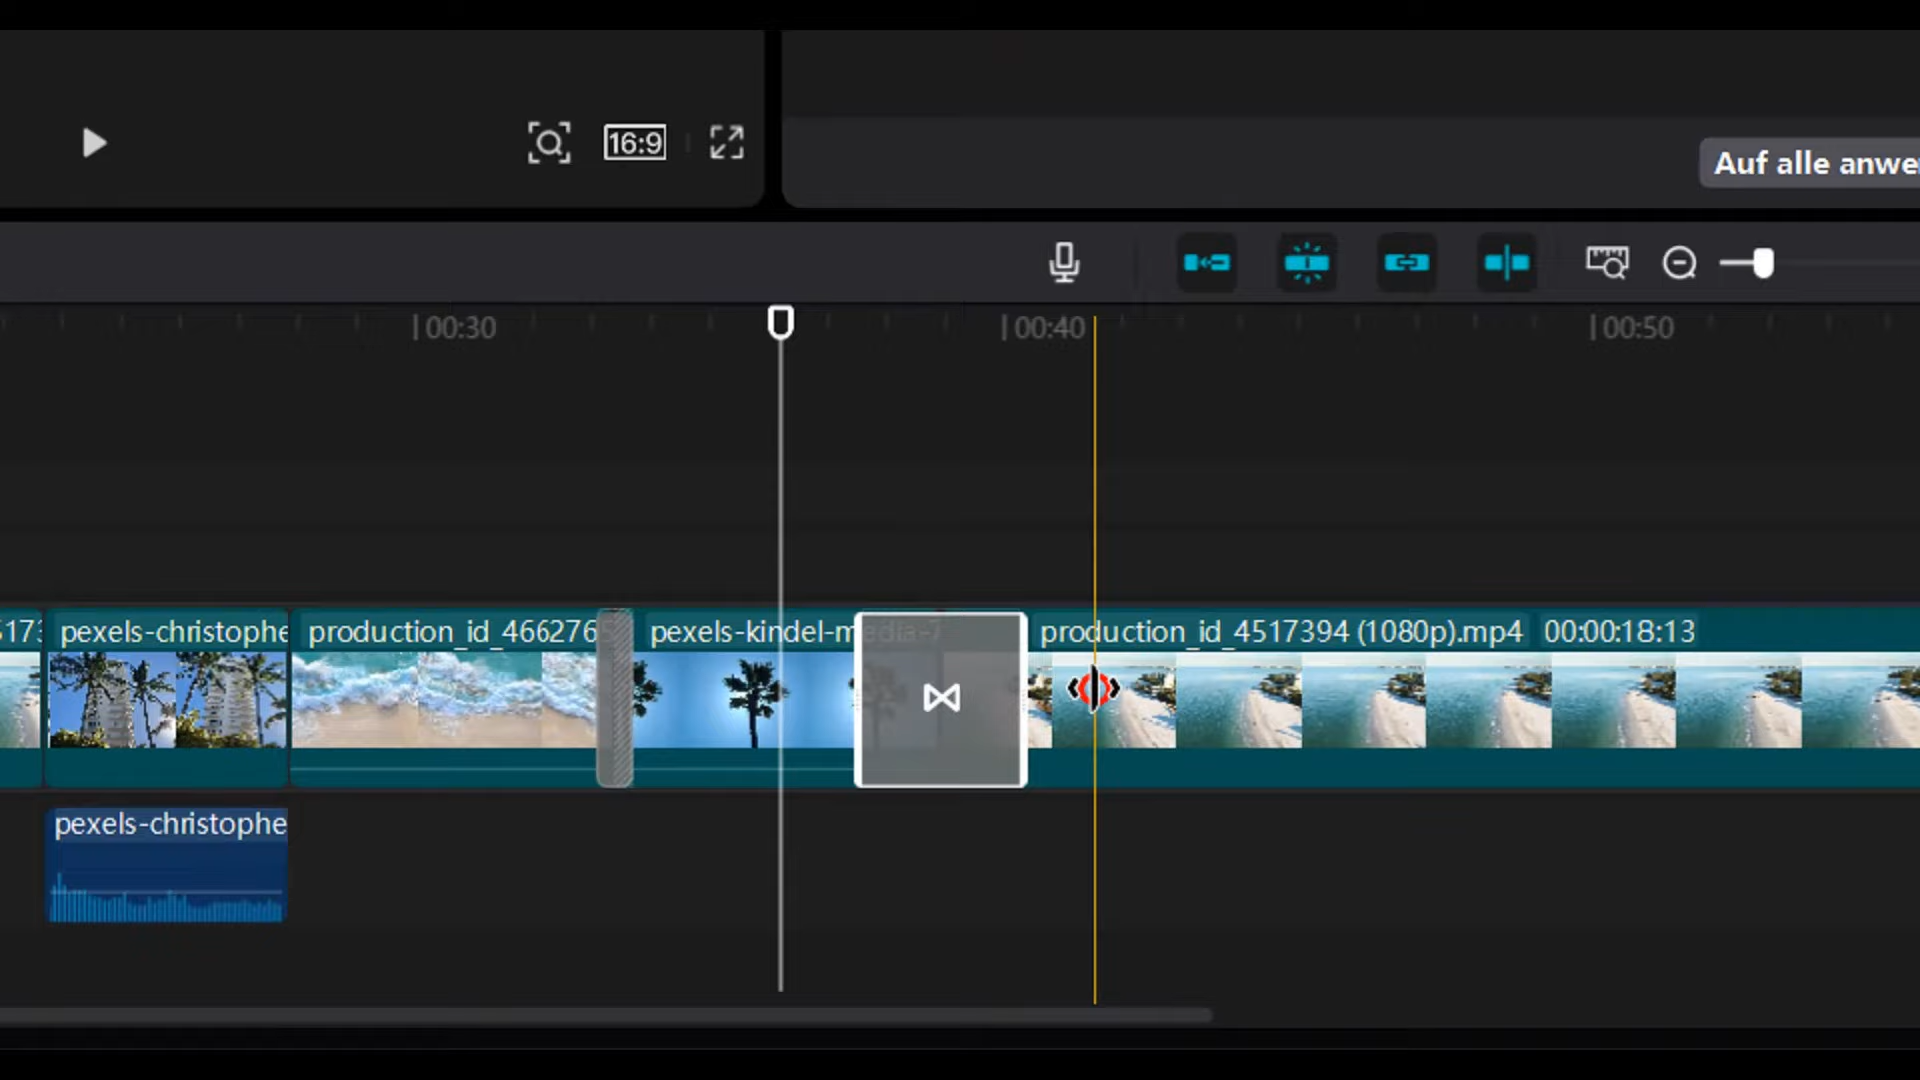 16:9
Auf alle anwe
00:30
00:40
00:50
pexels-christophe
production_id_466276
pexels-kindel-media-7
production_id_4517394 (1080p).mp4 00:00:18:13
pexels-christophe